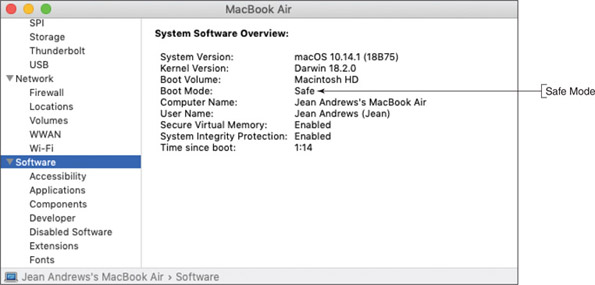 MacBook Air
SPI
Storage
Thunderbolt
USB
Network
Firewall
Locations
Volumes
WWAN
Wi-Fi
Software
Accessibility
Applications
Components
Developer
Disabled Software
Extensions
Fonts
System Software Overview:
System Version: macOS 10.14.1 (18B75)
Kernel Version: Darwin 18.2.0
Boot Volume: Macintosh HD
Boot Mode: Safe
Computer Name: Jean Andrews's MacBook Air
User Name: Jean Andrews (Jean)
Secure Virtual Memory: Enabled
System Integrity Protection: Enabled
Time since boot: 1:14
Safe Mode
Jean Andrews's MacBook Air › Software